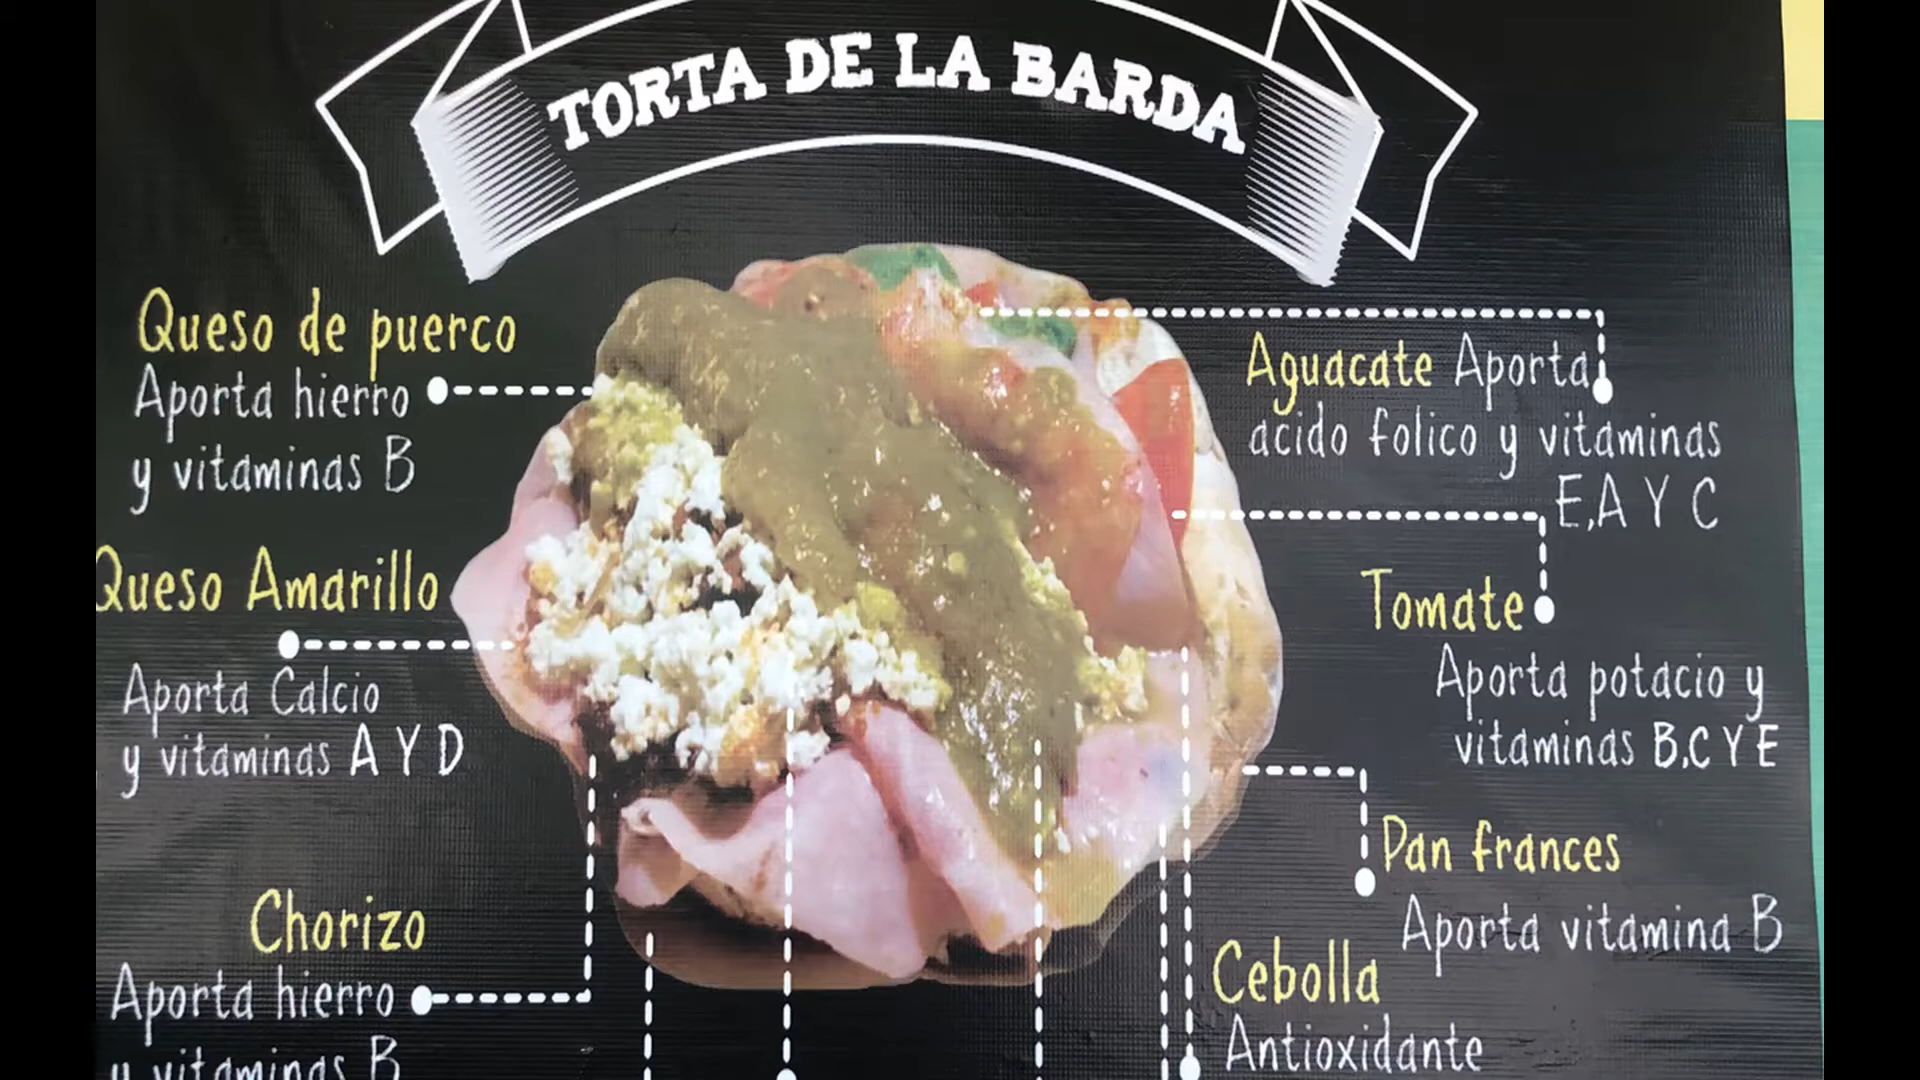 TORTA DE LA BARDA
Queso de puerco
Aporta hierro
y vitaminas B
Queso Amarillo
Aporta Calcio
y vitaminas A Y D
Chorizo
Aporta hierro
y vitaminas B
Aguacate Aporta
acido folico y vitaminas
E,A Y C
Tomate
Aporta potacio y
vitaminas B,C Y E
Pan frances
Aporta vitamina B
Cebolla
Antioxidante